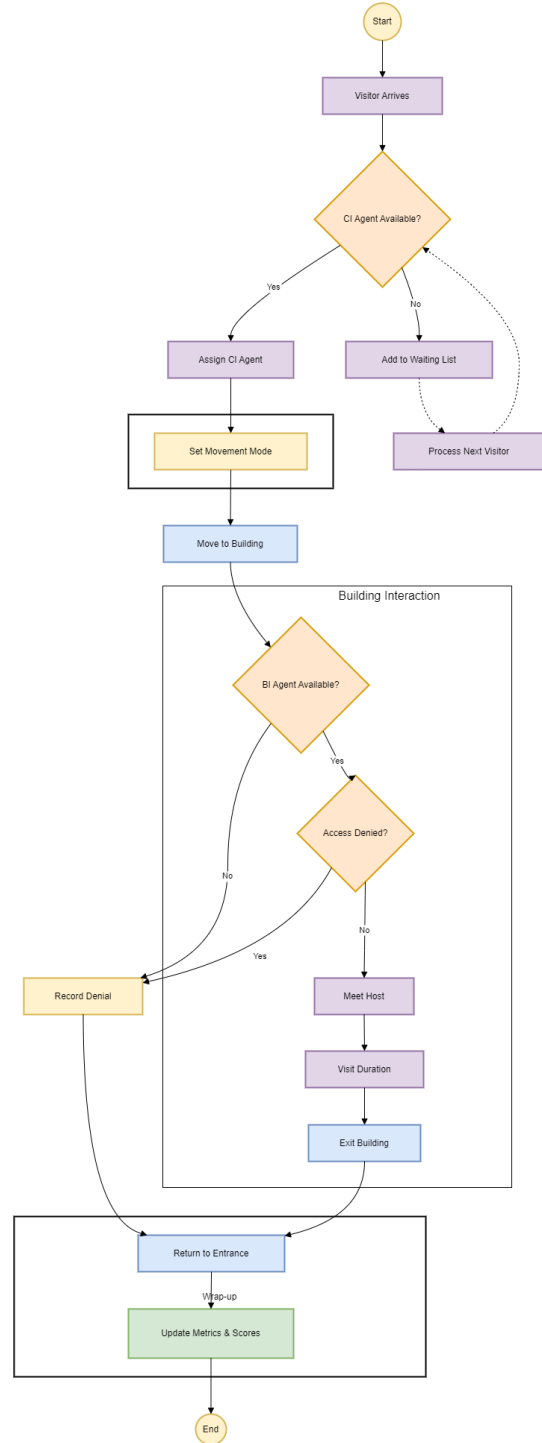 Start
Visitor Arrives
CI Agent Available?
Yes
No
Assign CI Agent
Add to Waiting List
Set Movement Mode
Process Next Visitor
Move to Building
Building Interaction
BI Agent Available?
Yes
Access Denied?
No
No
Yes
Record Denial
Meet Host
Visit Duration
Exit Building
Return to Entrance
Wrap-up
Update Metrics & Scores
End